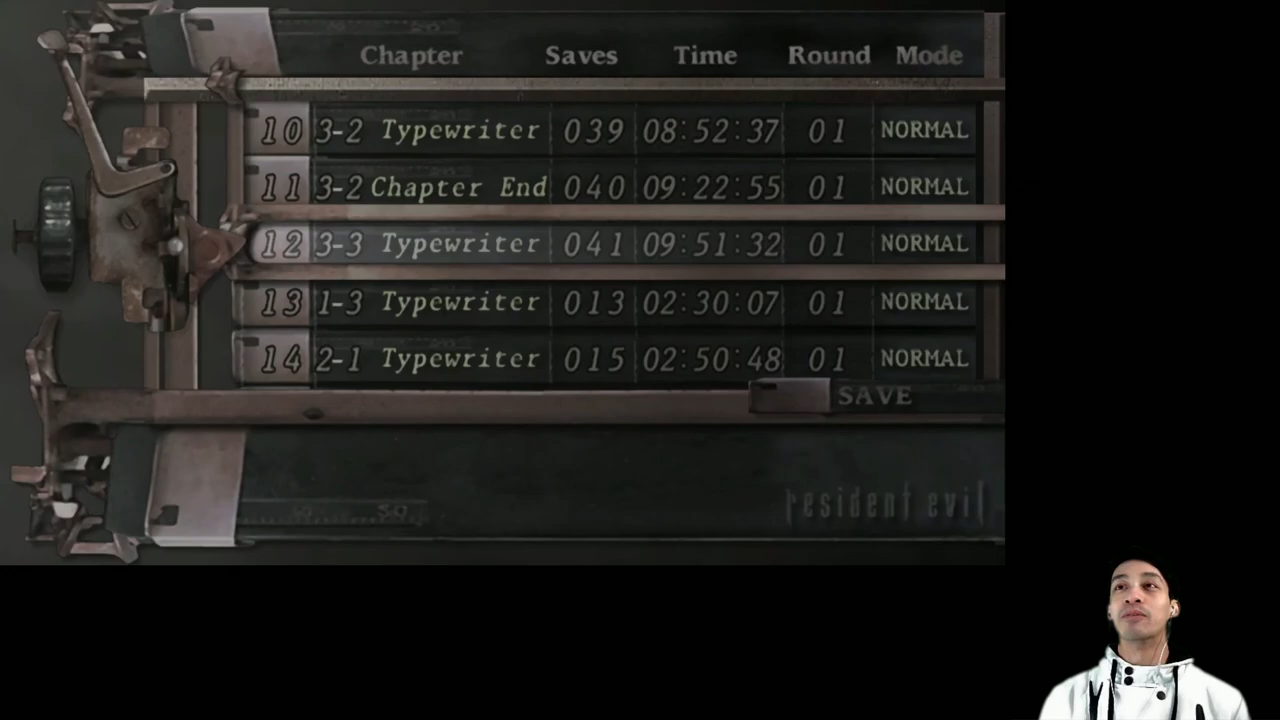 Chapter Saves Time Round Mode
10 3-2 Typewriter 039 08:52:37 01 NORMAL
11 3-2 Chapter End 040 09:22:55 01 NORMAL
12 3-3 Typewriter 041 09:51:32 01 NORMAL
13 1-3 Typewriter 013 02:30:07 01 NORMAL
14 2-1 Typewriter 015 02:50:48 01 NORMAL
SAVE
resident evil